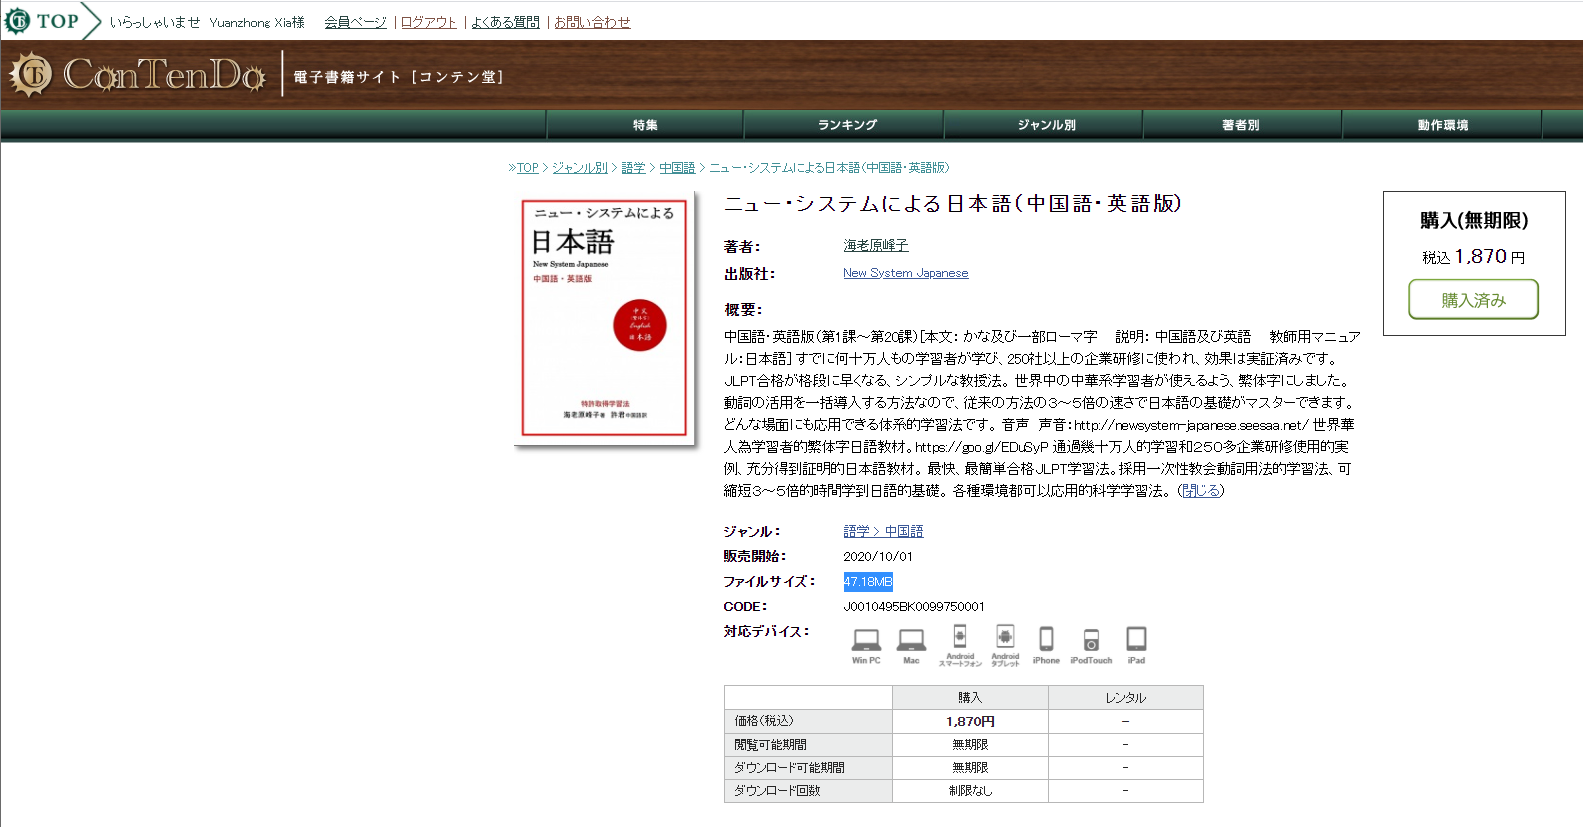 TOP いらっしゃいませ Yuanzhong Xia様 会員ページ | ログアウト | よくある質問 | お問い合わせ
ConTenDo 電子書籍サイト [コンテン堂]
特集 ランキング ジャンル別 著者別 動作環境
≫TOP > ジャンル別 > 語学 > 中国語 > ニュー・システムによる日本語(中国語・英語版)
ニュー・システムによる
日本語
New System Japanese
中国語・英語版
中文
(繁体字)
English
日本語
特許取得学習法
海老原峰子著 許君中国語訳
ニュー・システムによる日本語(中国語・英語版)
著者: 海老原峰子
出版社: New System Japanese
概要:
中国語・英語版(第1課~第20課)[本文: かな及び一部ローマ字 説明: 中国語及び英語 教師用マニュア
ル:日本語] すでに何十万人もの学習者が学び、250社以上の企業研修に使われ、効果は実証済みです。
JLPT合格が格段に早くなる、シンプルな教授法。 世界中の中華系学習者が使えるよう、繁体字にしました。
動詞の活用を一括導入する方法なので、従来の方法の3~5倍の速さで日本語の基礎がマスターできます。
どんな場面にも応用できる体系的学習法です。 音声 声音:http://newsystem-japanese.seesaa.net/ 世界華
人為学習者的繁体字日語教材。https://goo.gl/EDuSyP 通過幾十万人的学習和250多企業研修使用的実
例、充分得到証明的日本語教材。 最快、最簡単合格JLPT学習法。採用一次性教会動詞用法的学習法、可
縮短3~5倍的時間学到日語的基礎。 各種環境都可以応用的科学学習法。 (閉じる)
ジャンル: 語学 > 中国語
販売開始: 2020/10/01
ファイルサイズ: 47.18MB
CODE: J0010495BK0099750001
対応デバイス:
Win PC Mac Android スマートフォン Android タブレット iPhone iPodTouch iPad
購入 レンタル
価格(税込) 1,870円 -
閲覧可能期間 無期限 -
ダウンロード可能期間 無期限 -
ダウンロード回数 制限なし -
購入(無期限)
税込 1,870 円
購入済み